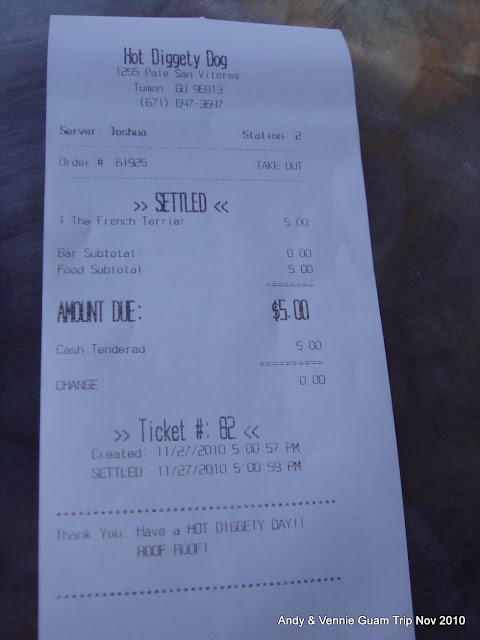 Hot Diggety Dog
1255 Pale San Vitores
Tumon, GU 96913
(671) 647-3647
Server: Joshua Station: 2
Order #: 61925 TAKE OUT
>> SETTLED <<
1 The French Terrier 5.00
Bar Subtotal: 0.00
Food Subtotal: 5.00
========
AMOUNT DUE: $5.00
Cash Tendered 5.00
==========
CHANGE: 0.00
>> Ticket #: 82 <<
Created: 11/27/2010 5:00:57 PM
SETTLED: 11/27/2010 5:00:59 PM
Thank You. Have a HOT DIGGETY DAY!!
ROOF ROOF!
Andy & Vennie Guam Trip Nov 2010